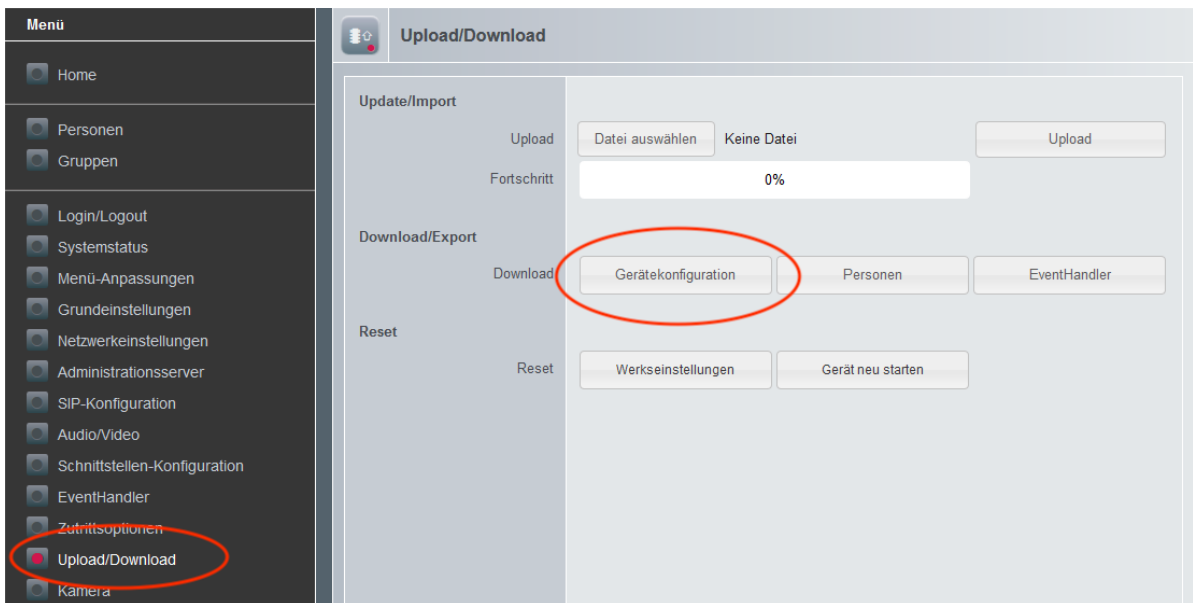 Menü
Home
Personen
Gruppen
Login/Logout
Systemstatus
Menü-Anpassungen
Grundeinstellungen
Netzwerkeinstellungen
Administrationsserver
SIP-Konfiguration
Audio/Video
Schnittstellen-Konfiguration
EventHandler
Zutrittsoptionen
Upload/Download
Kamera
Upload/Download
Update/Import
Upload Datei auswählen Keine Datei Upload
Fortschritt 0%
Download/Export
Download Gerätekonfiguration Personen EventHandler
Reset
Reset Werkseinstellungen Gerät neu starten